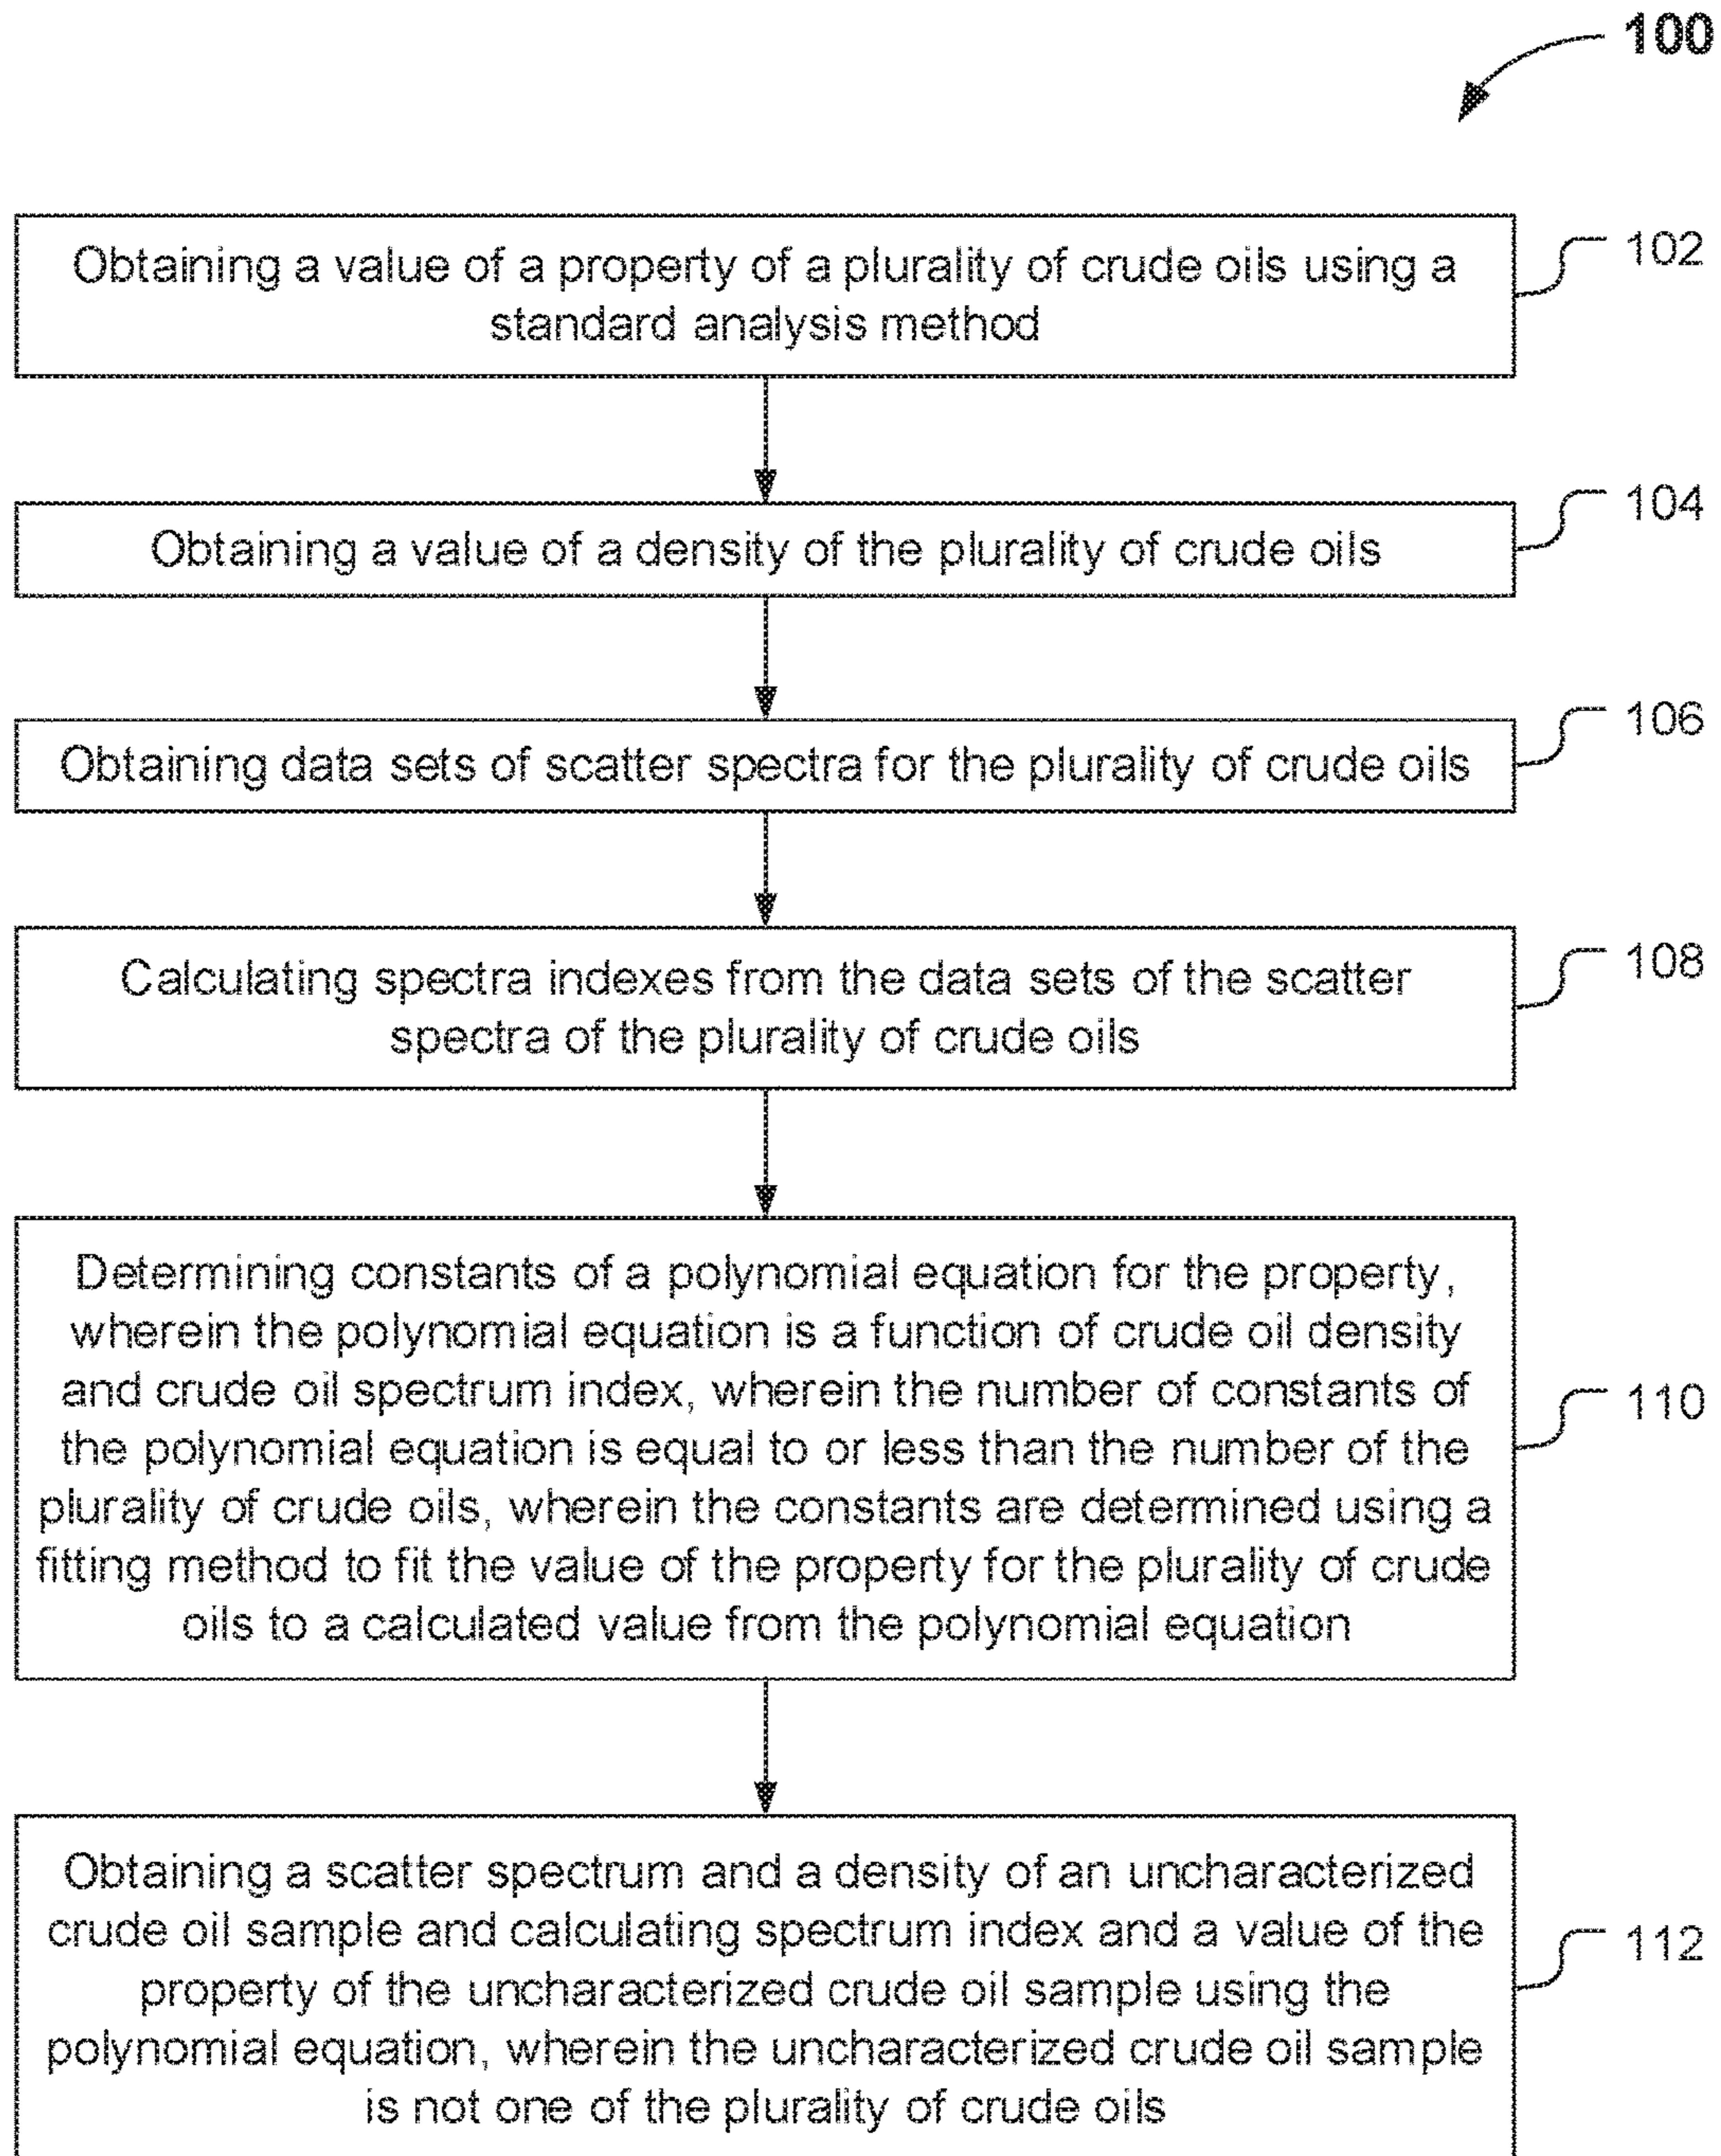 100
Obtaining a value of a property of a plurality of crude oils using a
standard analysis method
102
Obtaining a value of a density of the plurality of crude oils
104
Obtaining data sets of scatter spectra for the plurality of crude oils
106
Calculating spectra indexes from the data sets of the scatter
spectra of the plurality of crude oils
108
Determining constants of a polynomial equation for the property,
wherein the polynomial equation is a function of crude oil density
and crude oil spectrum index, wherein the number of constants of
the polynomial equation is equal to or less than the number of the
plurality of crude oils, wherein the constants are determined using a
fitting method to fit the value of the property for the plurality of crude
oils to a calculated value from the polynomial equation
110
Obtaining a scatter spectrum and a density of an uncharacterized
crude oil sample and calculating spectrum index and a value of the
property of the uncharacterized crude oil sample using the
polynomial equation, wherein the uncharacterized crude oil sample
is not one of the plurality of crude oils
112